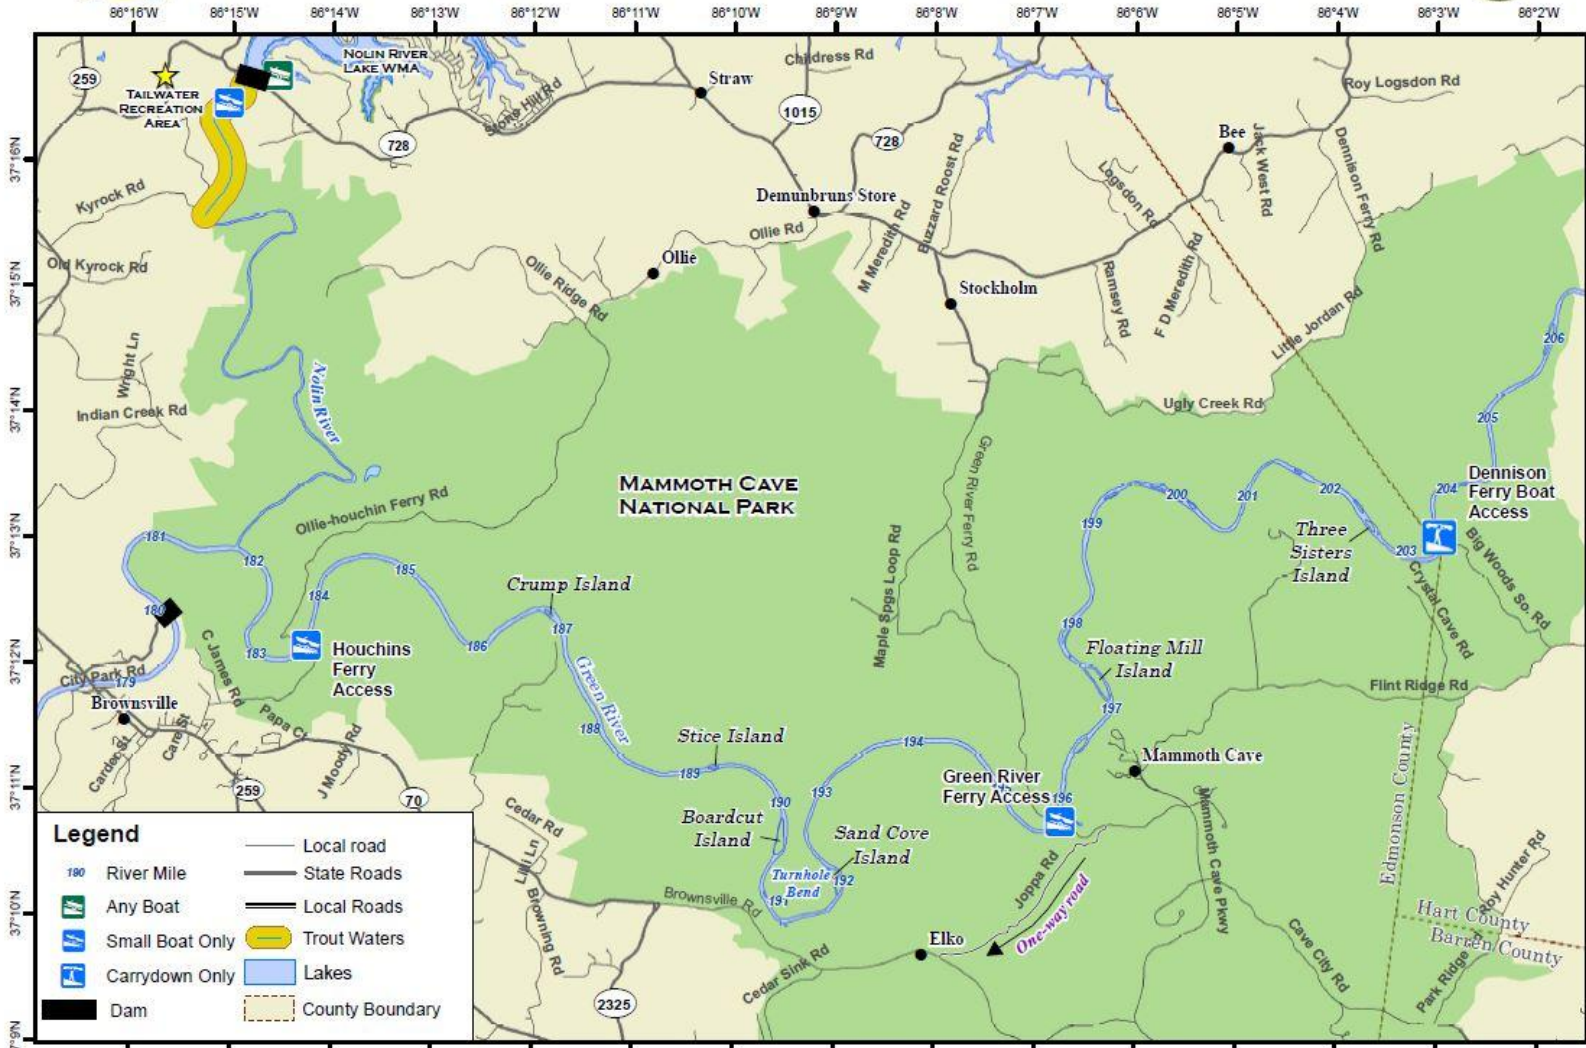 86°16'W
86°15'W
86°14'W
86°13'W
86°12'W
86°11'W
86°10'W
86°9'W
86°8'W
86°7'W
86°6'W
86°5'W
86°4'W
86°3'W
86°2'W
37°16'N
37°15'N
37°14'N
37°13'N
37°12'N
37°11'N
37°10'N
37°9'N
259
TAILWATER
RECREATION
AREA
NOLIN RIVER
LAKE WMA
Stone Hill Rd
728
Straw
Childress Rd
1015
728
Roy Logsdon Rd
Bee
Jack West Rd
Dennison Ferry Rd
Logsdon Rd
Buzzard Roost Rd
Kyrock Rd
Demunbruns Store
Ollie Rd
M Meredith Rd
Old Kyrock Rd
Ollie
Ollie Ridge Rd
Stockholm
Ramsey Rd
F D Meredith Rd
Little Jordan Rd
206
Wright Ln
Nolin River
Indian Creek Rd
Ugly Creek Rd
205
Green River Ferry Rd
MAMMOTH CAVE
NATIONAL PARK
Dennison
Ferry Boat
Access
204
Ollie-houchin Ferry Rd
199
200
201
202
203
Three
Sisters
Island
Big Woods So. Rd
Crystal Cave Rd
181
182
180
184
185
Crump Island
187
186
183
Houchins
Ferry
Access
Maple Spgs Loop Rd
198
Floating Mill
Island
197
Flint Ridge Rd
C James Rd
City Park Rd
179
Brownsville
Carder St
Care St
Papa Ct
J Moody Rd
259
70
Green River
188
Stice Island
189
194
Green River
Ferry Access
196
Mammoth Cave
Edmonson County
190
193
Boardcut
Island
Sand Cove
Island
Turnhole
Bend
192
191
Mammoth Cave Pkwy
Joppa Rd
One-way road
Cedar Rd
Lilli Ln
Browning Rd
Brownsville Rd
Elko
Cedar Sink Rd
2325
Cave City Rd
Roy Hunter Rd
Hart County
Barren County
Park Ridge Rd
Legend
190 River Mile
Any Boat
Small Boat Only
Carrydown Only
Dam
Local road
State Roads
Local Roads
Trout Waters
Lakes
County Boundary